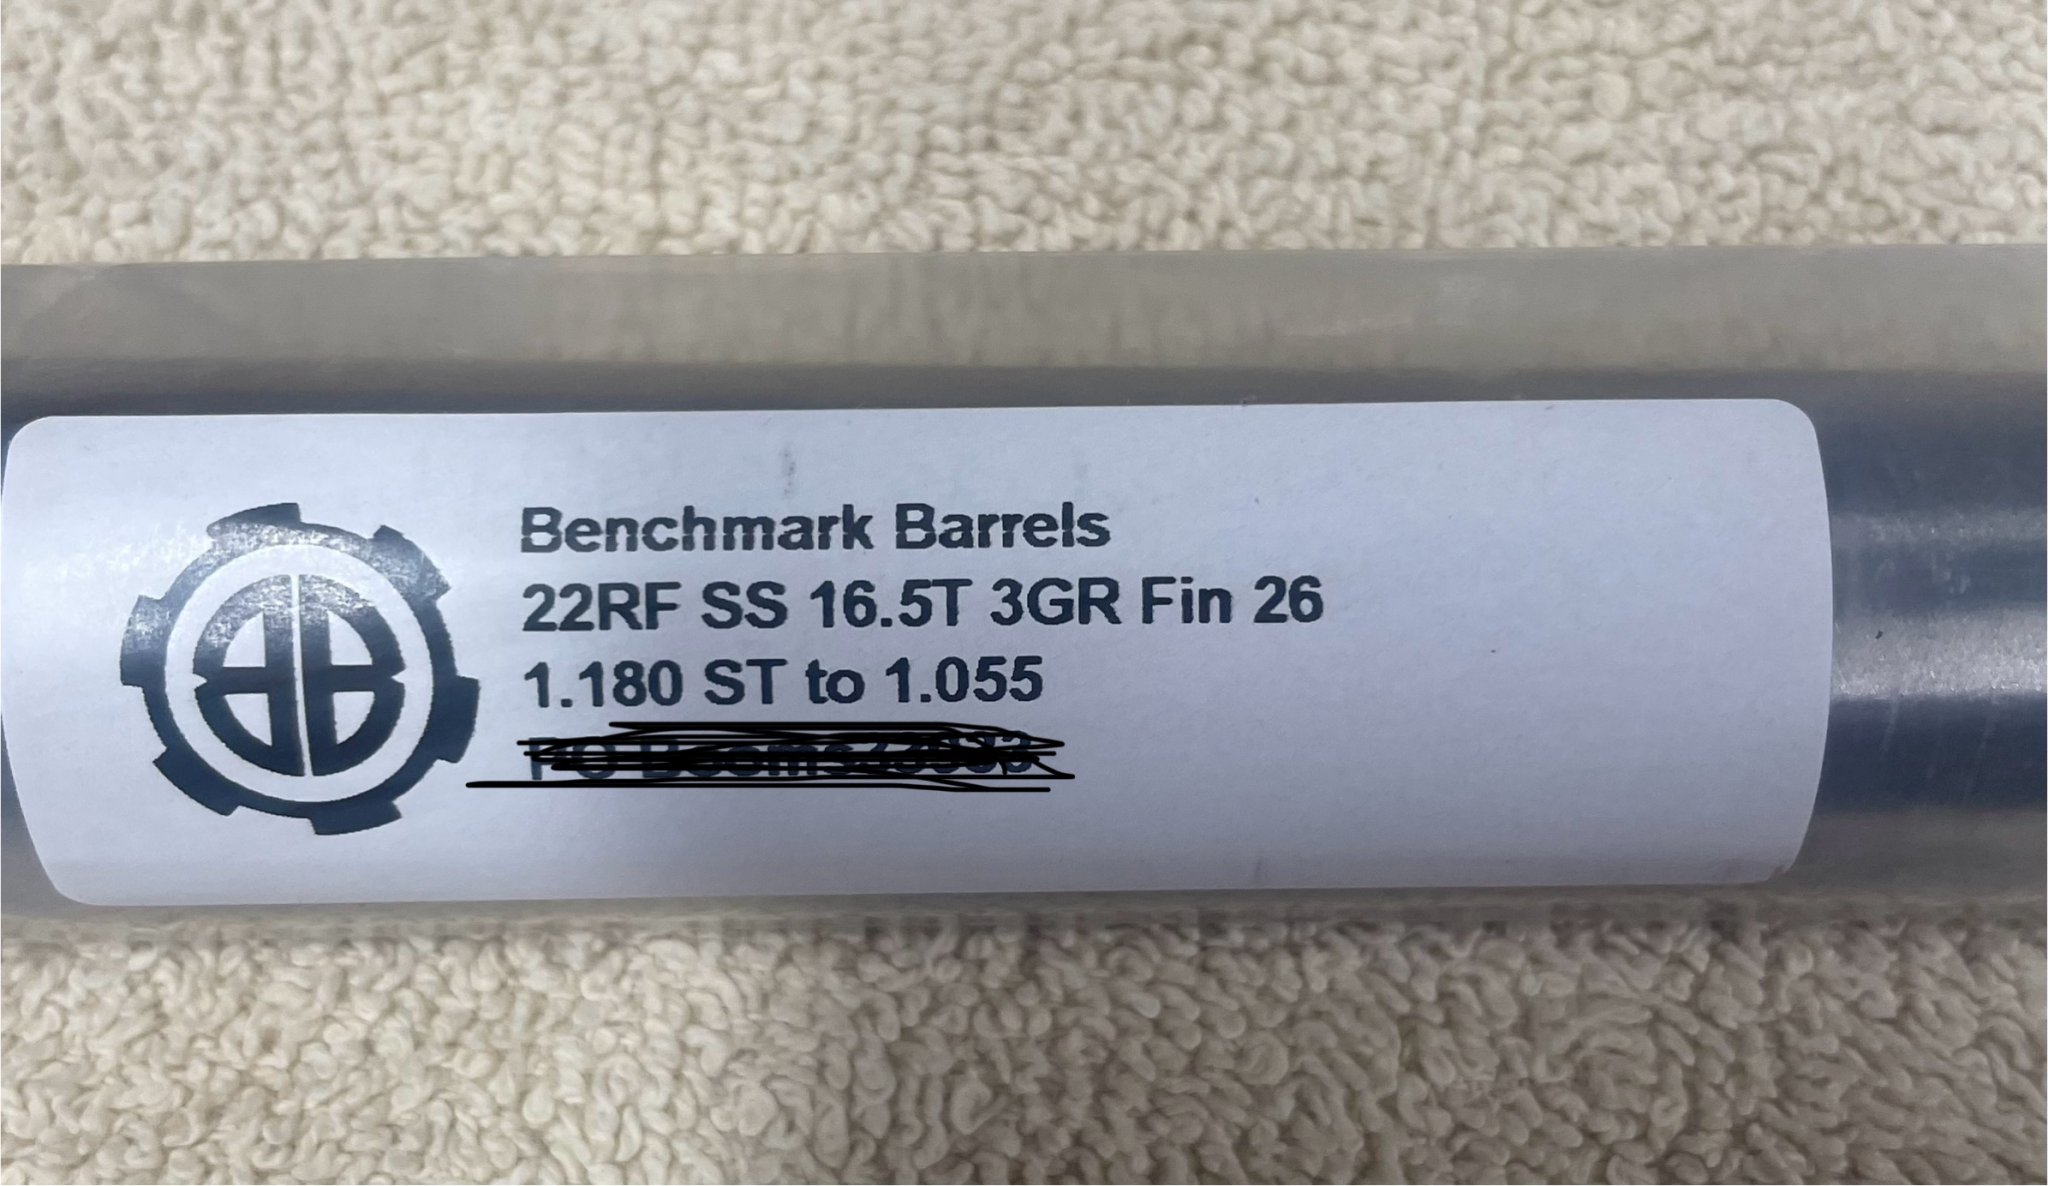 Benchmark Barrels
22RF SS 16.5T 3GR Fin 26
1.180 ST to 1.055